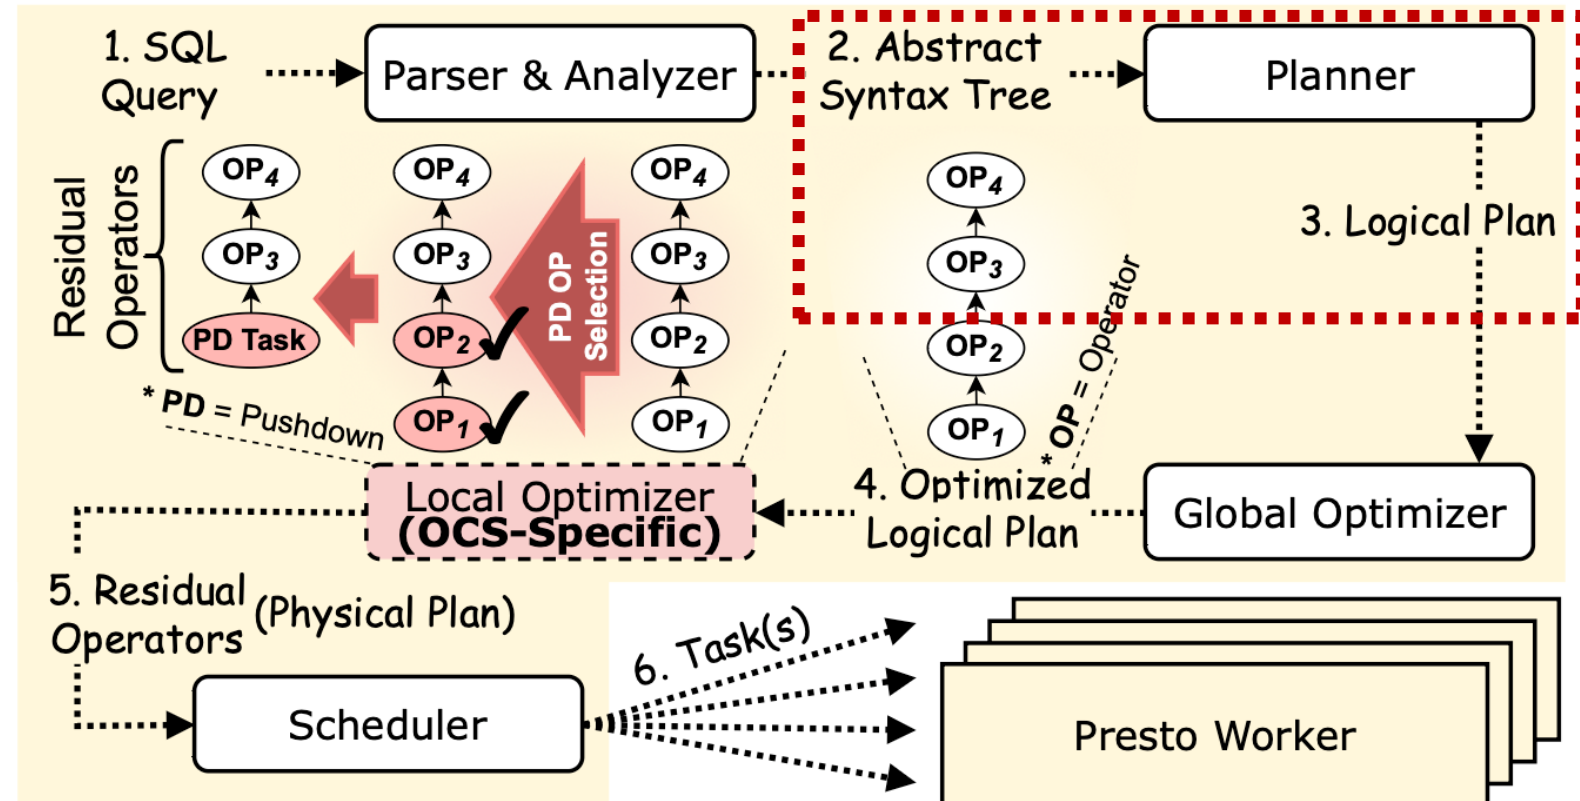 1. SQL
Query
Parser & Analyzer
2. Abstract
Syntax Tree
Planner
Residual
Operators
OP4
OP3
PD Task
OP4
OP3
OP2
OP1
PD OP
Selection
OP4
OP3
OP2
OP1
OP4
OP3
OP2
OP1
3. Logical Plan
* PD = Pushdown
* OP = Operator
Local Optimizer
(OCS-Specific)
4. Optimized
Logical Plan
Global Optimizer
5. Residual
Operators
(Physical Plan)
6. Task(s)
Scheduler
Presto Worker